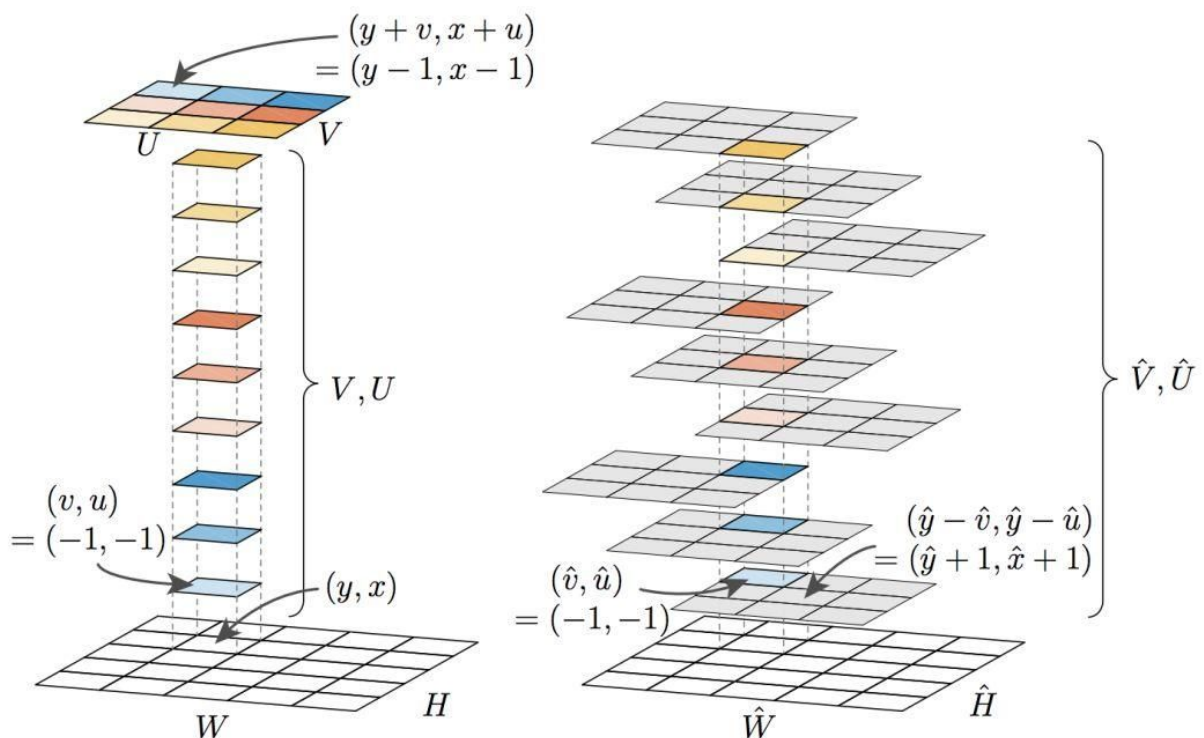 (y + v, x + u)
= (y − 1, x − 1)
U
V
V, U
(v, u)
= (−1, −1)
(y, x)
H
W
V̂, Û
(ŷ − v̂, ŷ − û)
= (ŷ + 1, x̂ + 1)
(v̂, û)
= (−1, −1)
Ĥ
Ŵ